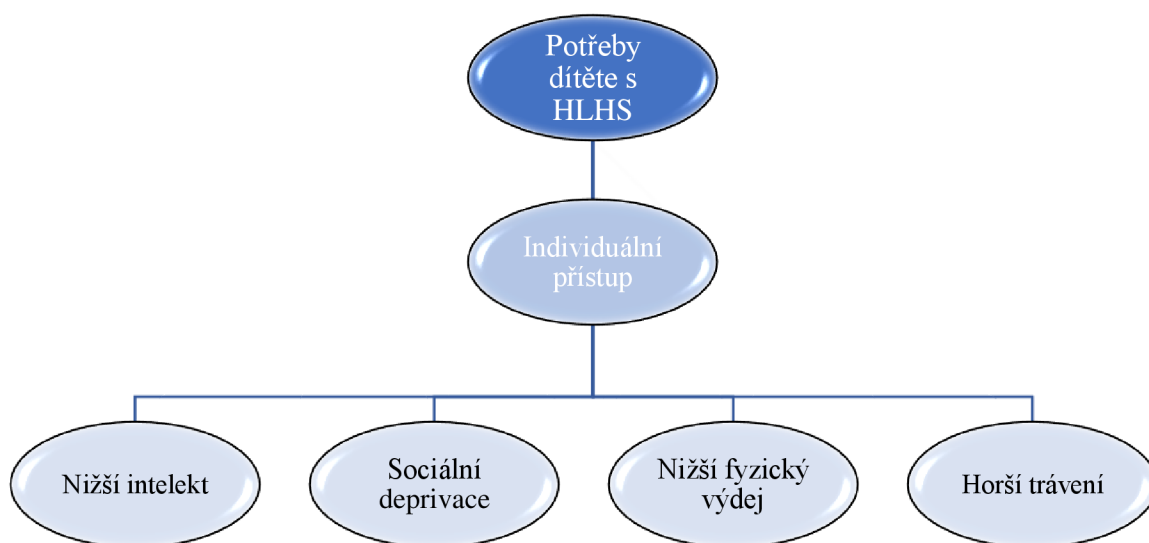 Potřeby
dítěte s
HLHS
Individuální
přístup
Nižší intelekt
Sociální
deprivace
Nižší fyzický
výdej
Horší trávení